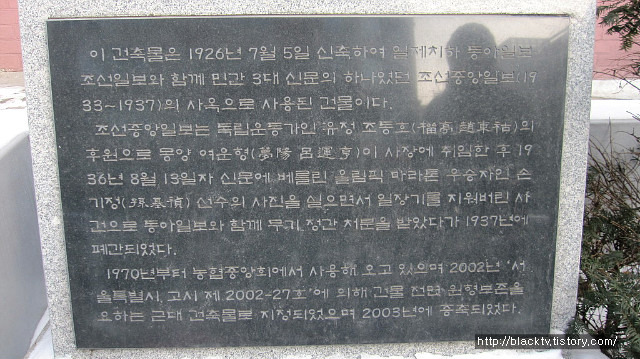 이 건축물은 1926년 7월 5일 신축하여 일제치하 동아일보
조선일보와 함께 민간 3대 신문의 하나였던 조선중앙일보(19
33~1937)의 사옥으로 사용된 건물이다.
조선중앙일보는 독립운동가인 유정 조동호(榴亭 趙東祜)의
후원으로 몽양 여운형(夢陽 呂運亨)이 사장에 취임한 후 19
36년 8월 13일자 신문에 베를린 올림픽 마라톤 우승자인 손
기정(孫基禎) 선수의 사진을 실으면서 일장기를 지워버린 사
건으로 동아일보와 함께 무기 정간 처분을 받았다가 1937년에
폐간되었다.
1970년부터 농협중앙회에서 사용해 오고 있으며 2002년 '서
울특별시, 고시 제.2002-27호'에 의해 건물 전면 원형보존을
요하는 근대 건축물로 지정되었으며 2003년에 증축되었다.
http://blacktv.tistory.com/